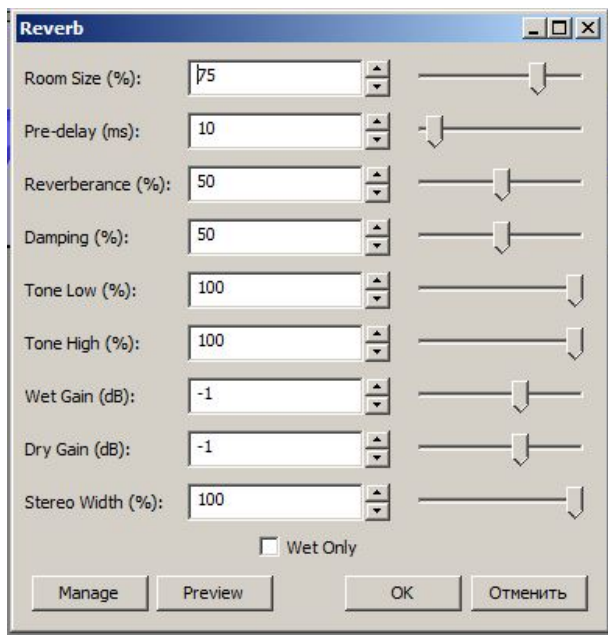 Reverb
Room Size (%): 75
Pre-delay (ms): 10
Reverberance (%): 50
Damping (%): 50
Tone Low (%): 100
Tone High (%): 100
Wet Gain (dB): -1
Dry Gain (dB): -1
Stereo Width (%): 100
Wet Only
Manage Preview OK Отменить